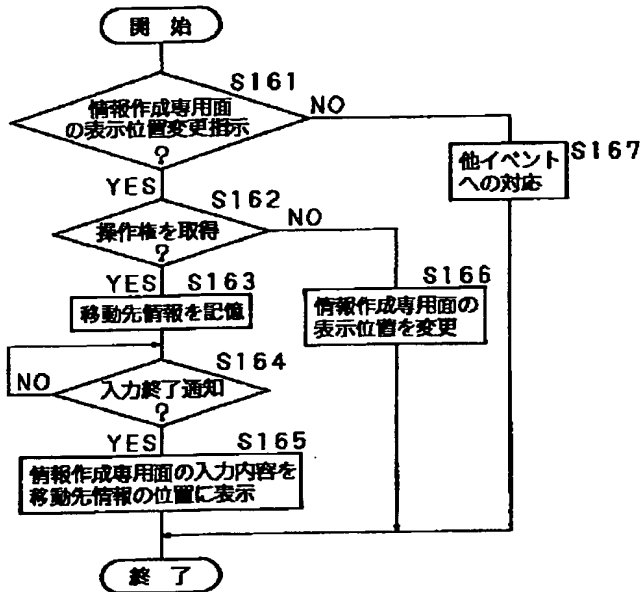 開 始
S161
情報作成専用面
の表示位置変更指示
?
NO
YES
S167
他イベント
への対応
S162
操作権を取得
?
NO
YES
S163
移動先情報を記憶
S166
情報作成専用面の
表示位置を変更
S164
入力終了通知
?
NO
YES
S165
情報作成専用面の入力内容を
移動先情報の位置に表示
終 了